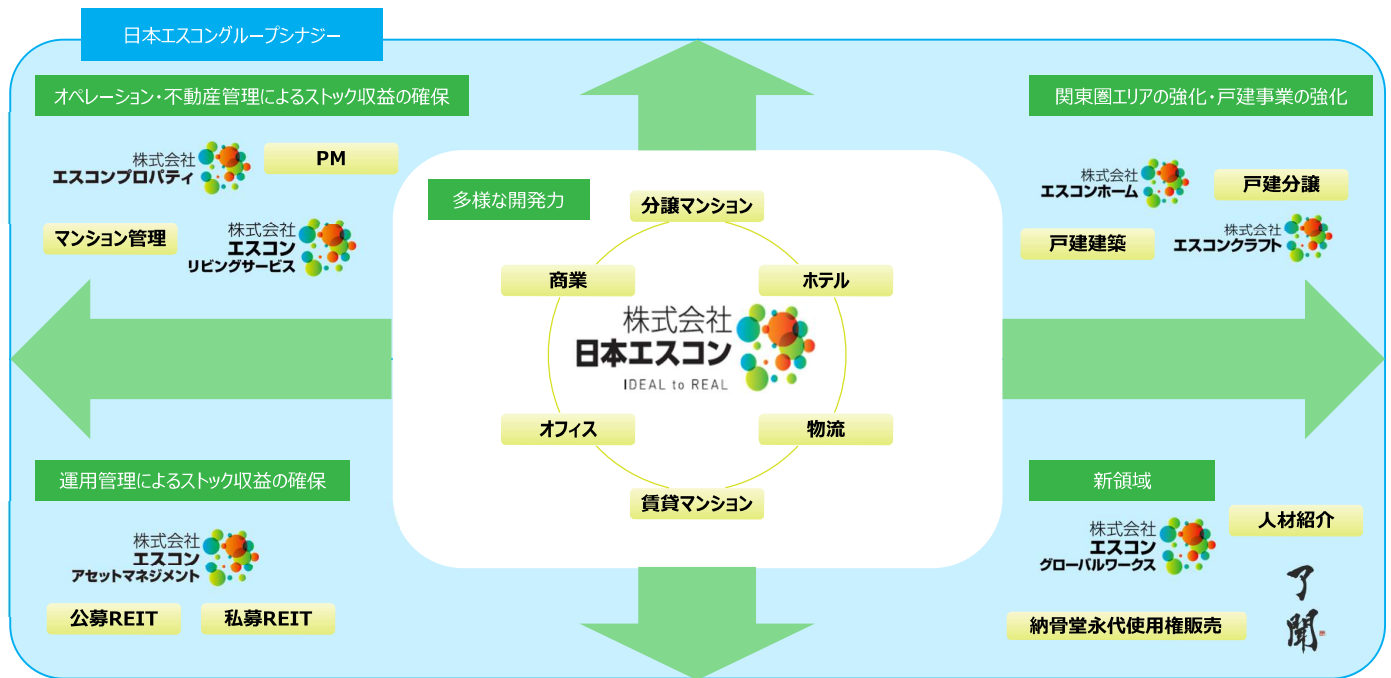 日本エスコングループシナジー
オペレーション・不動産管理によるストック収益の確保
株式会社
エスコンプロパティ
PM
マンション管理
株式会社
エスコン
リビングサービス
関東圏エリアの強化・戸建事業の強化
株式会社
エスコンホーム
戸建分譲
戸建建築
株式会社
エスコンクラフト
多様な開発力
分譲マンション
商業
ホテル
株式会社
日本エスコン
IDEAL to REAL
オフィス
物流
賃貸マンション
運用管理によるストック収益の確保
株式会社
エスコン
アセットマネジメント
公募REIT
私募REIT
新領域
株式会社
エスコン
グローバルワークス
人材紹介
納骨堂永代使用権販売
了聞